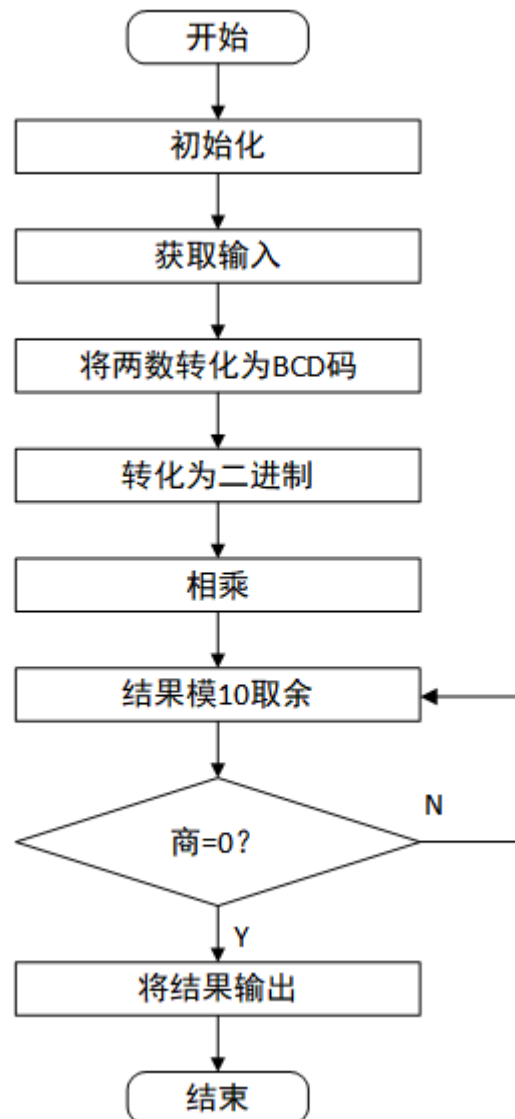 开始
初始化
获取输入
将两数转化为BCD码
转化为二进制
相乘
结果模10取余
N
商=0?
Y
将结果输出
结束